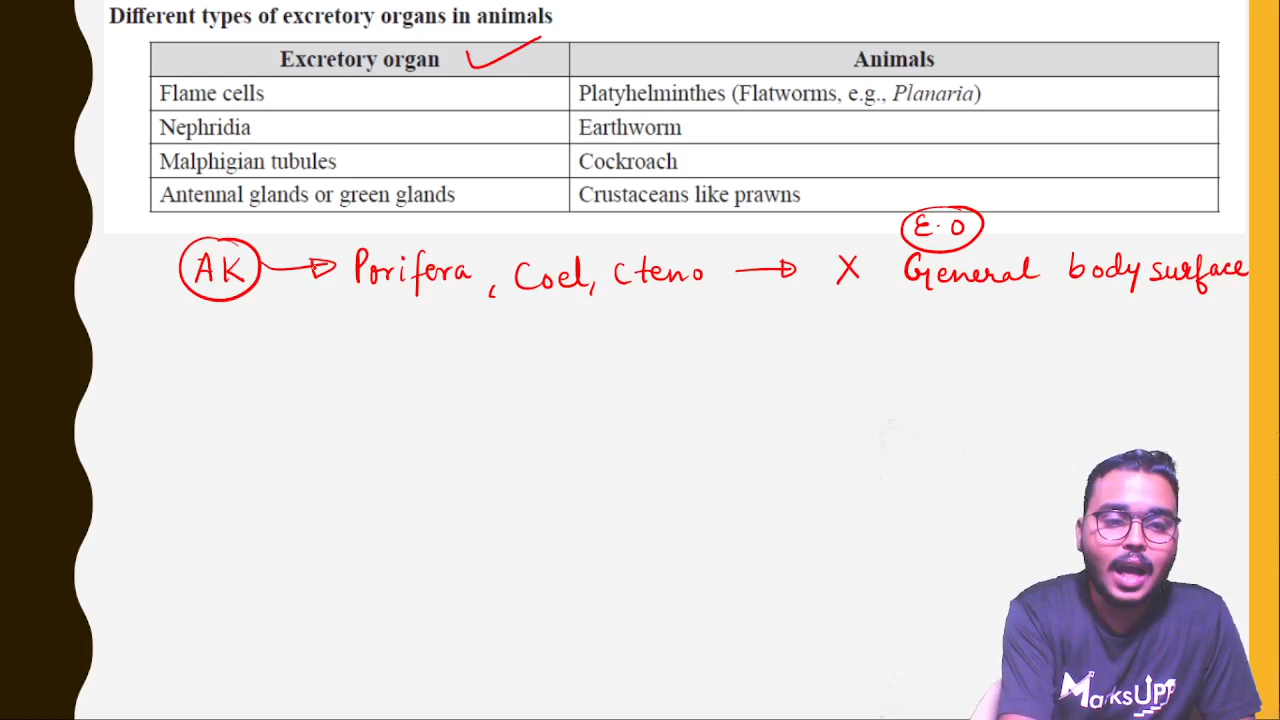 Different types of excretory organs in animals
Excretory organ Animals
Flame cells Platyhelminthes (Flatworms, e.g., Planaria)
Nephridia Earthworm
Malphigian tubules Cockroach
Antennal glands or green glands Crustaceans like prawns
E.O
AK → Porifera, Coel, Cteno → X General body surface
MarksUPP